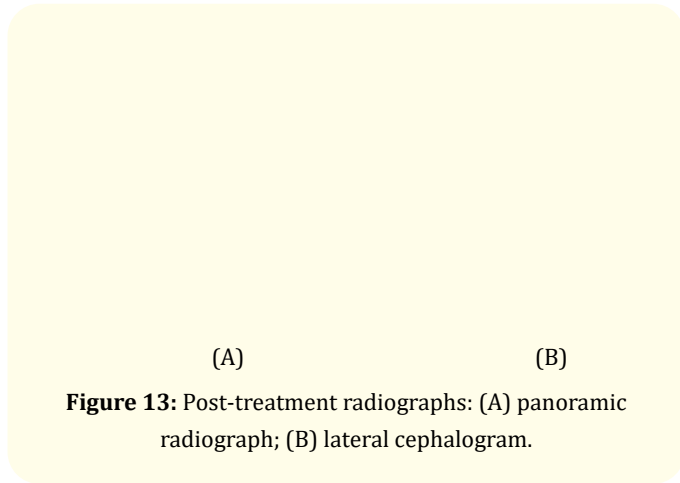 (A) (B)
Figure 13: Post-treatment radiographs: (A) panoramic
radiograph; (B) lateral cephalogram.